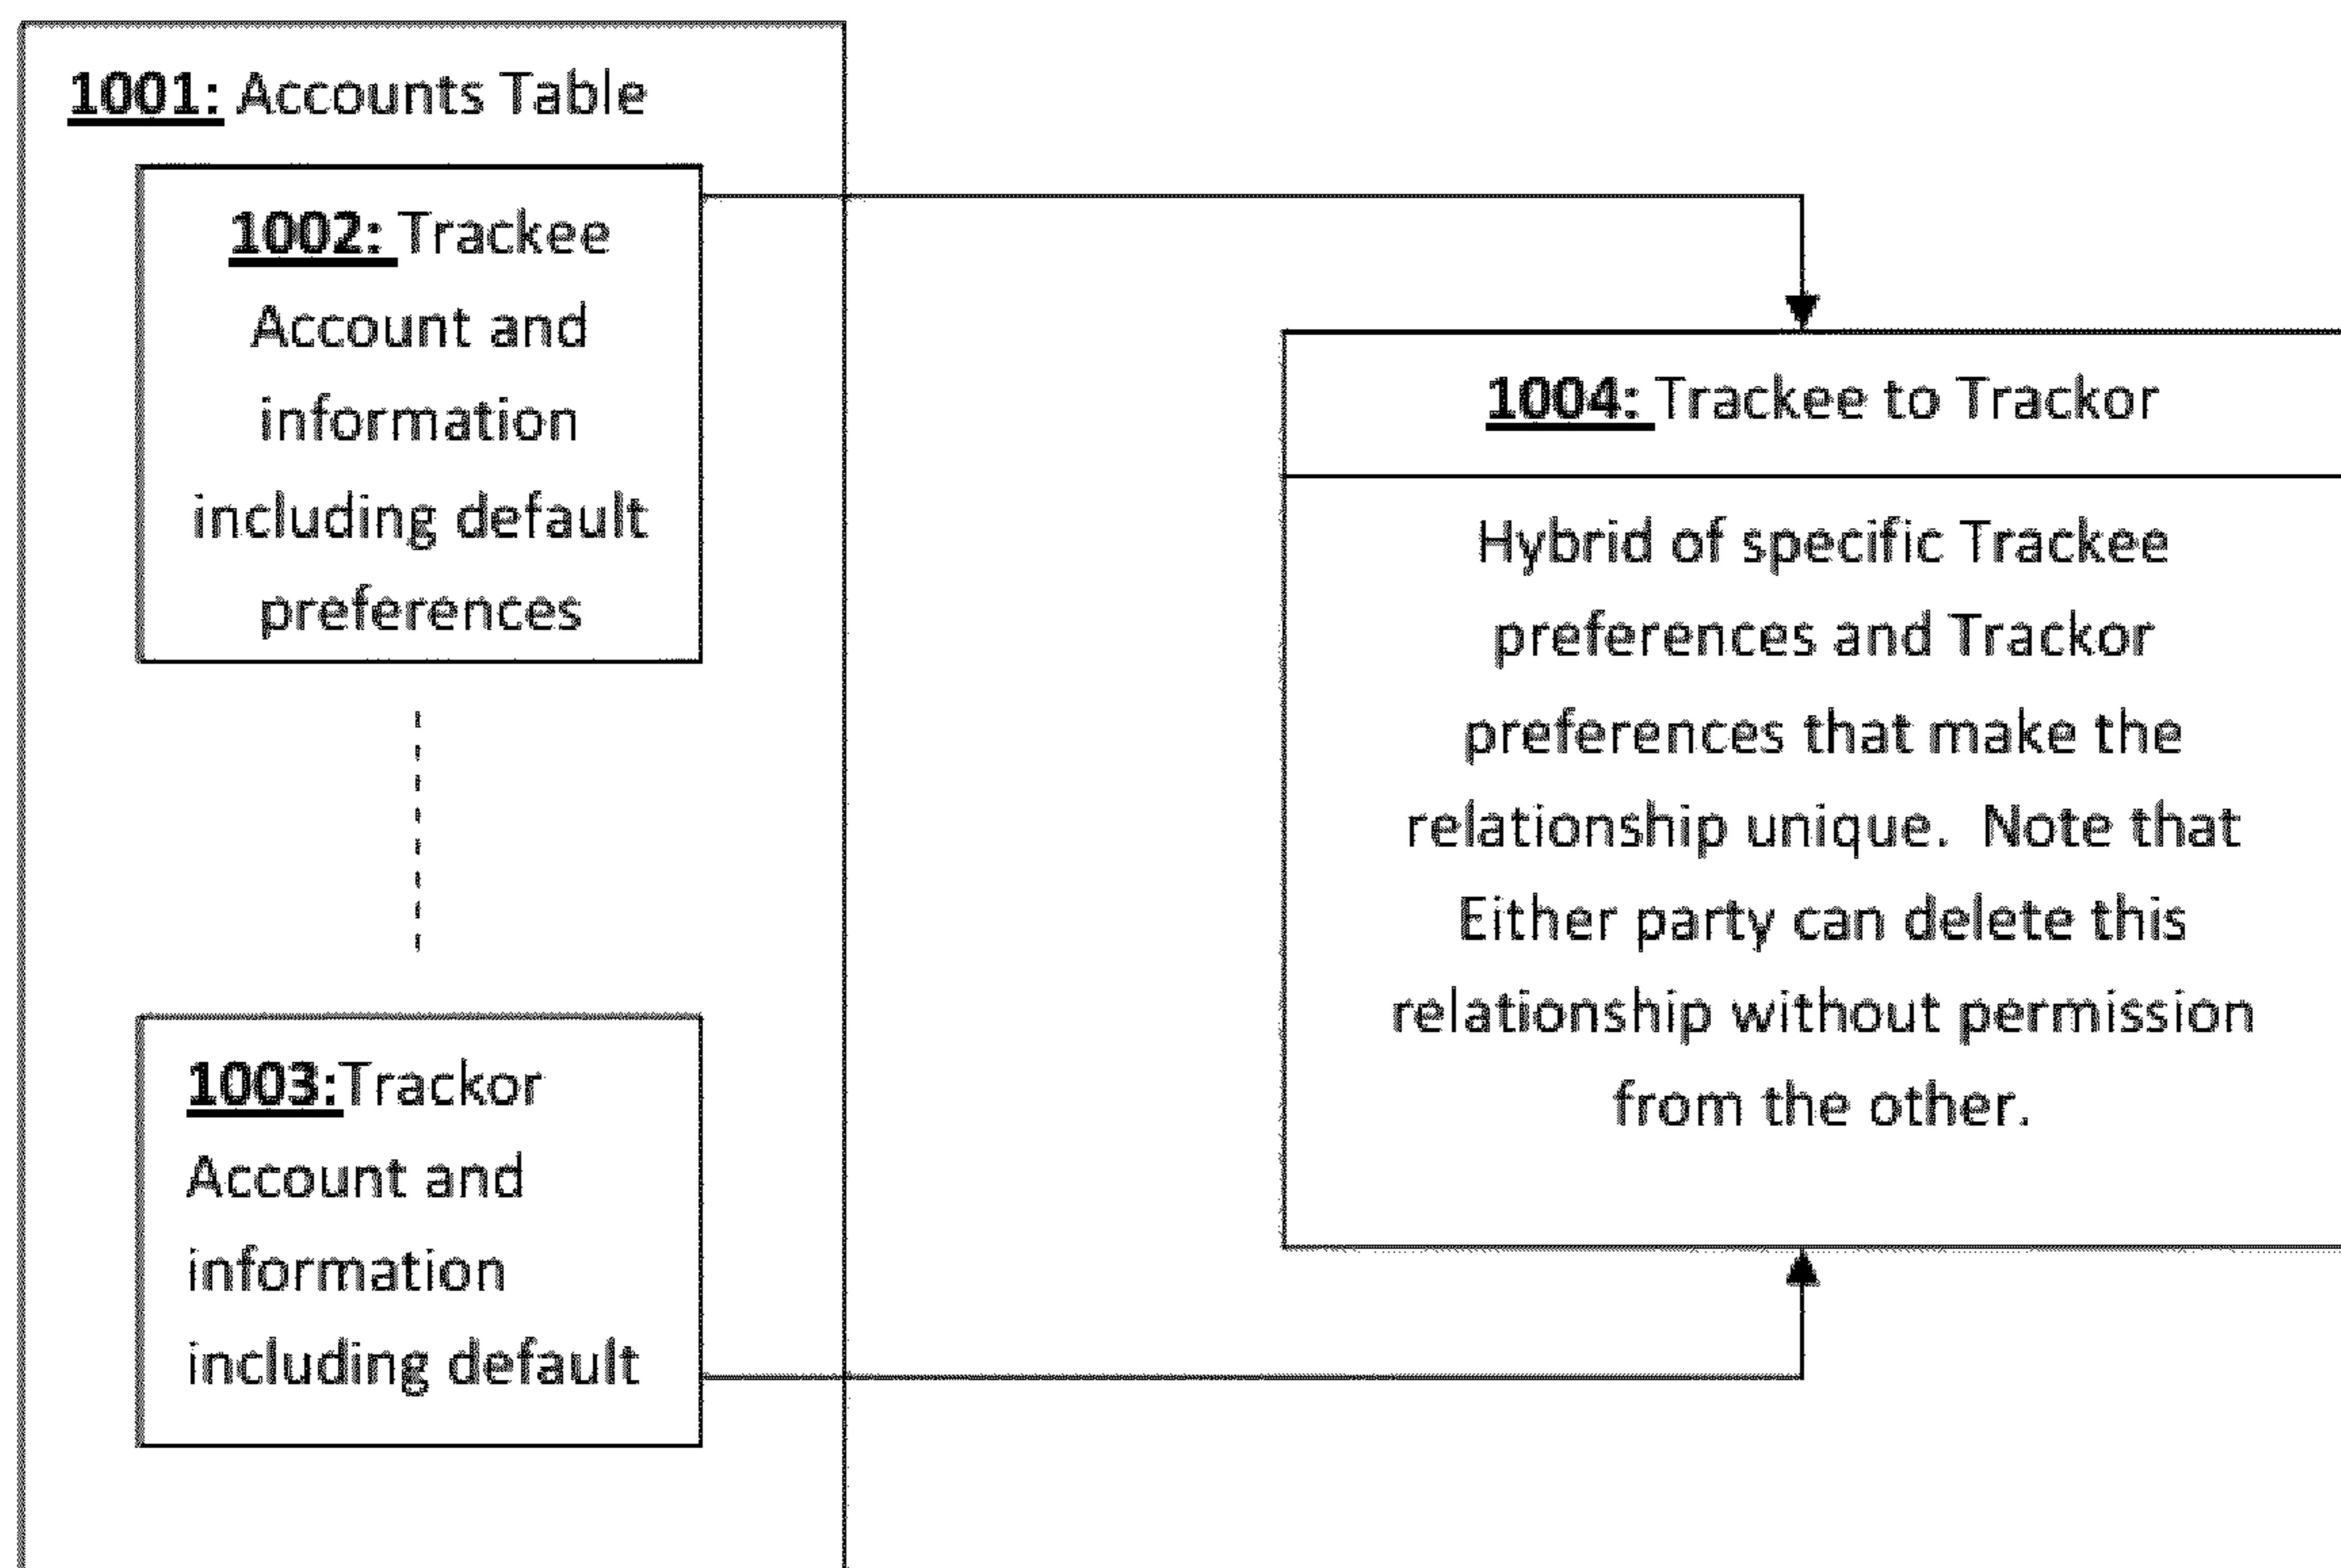 1001: Accounts Table
1002: Trackee
Account and
information
including default
preferences
1003:Trackor
Account and
information
including default
1004: Trackee to Trackor
Hybrid of specific Trackee
preferences and Trackor
preferences that make the
relationship unique.  Note that
Either party can delete this
relationship without permission
from the other.